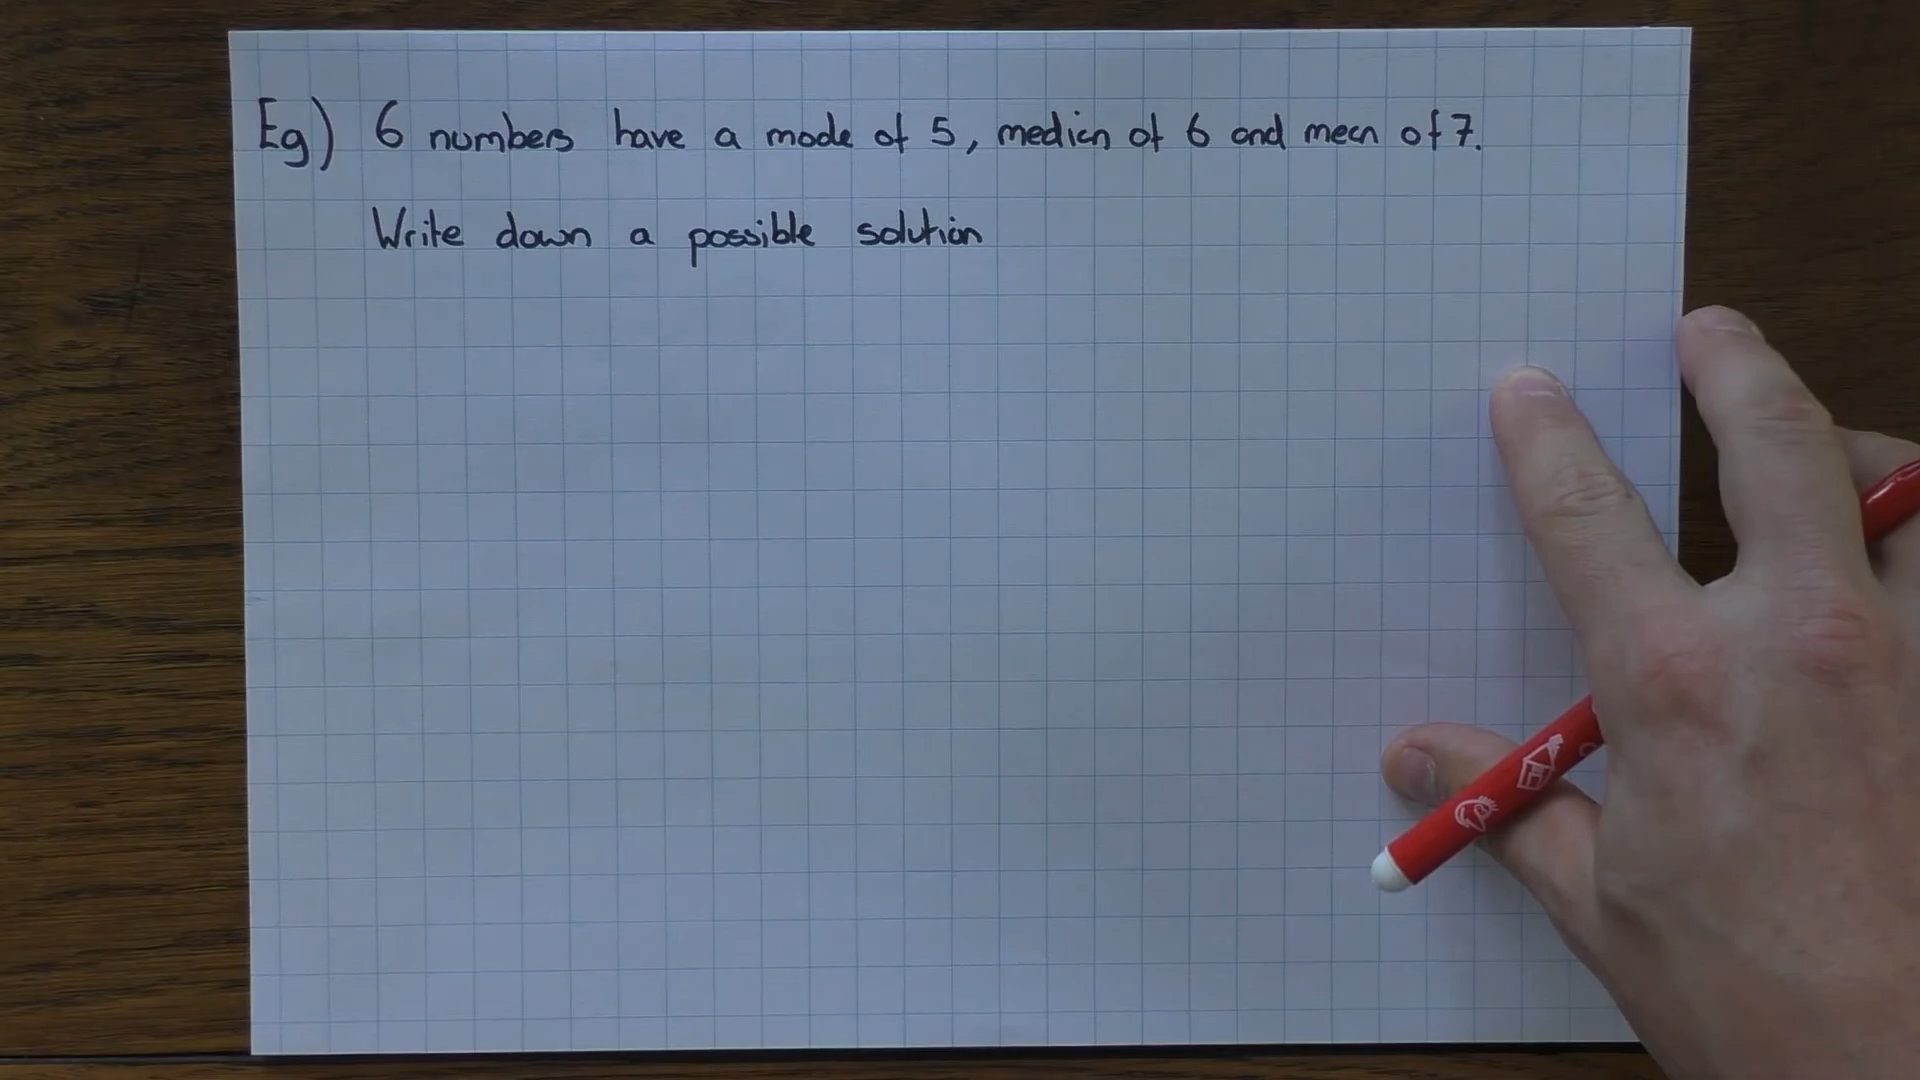 Eg) 6 numbers have a mode of 5, median of 6 and mean of 7.
Write down a possible solution